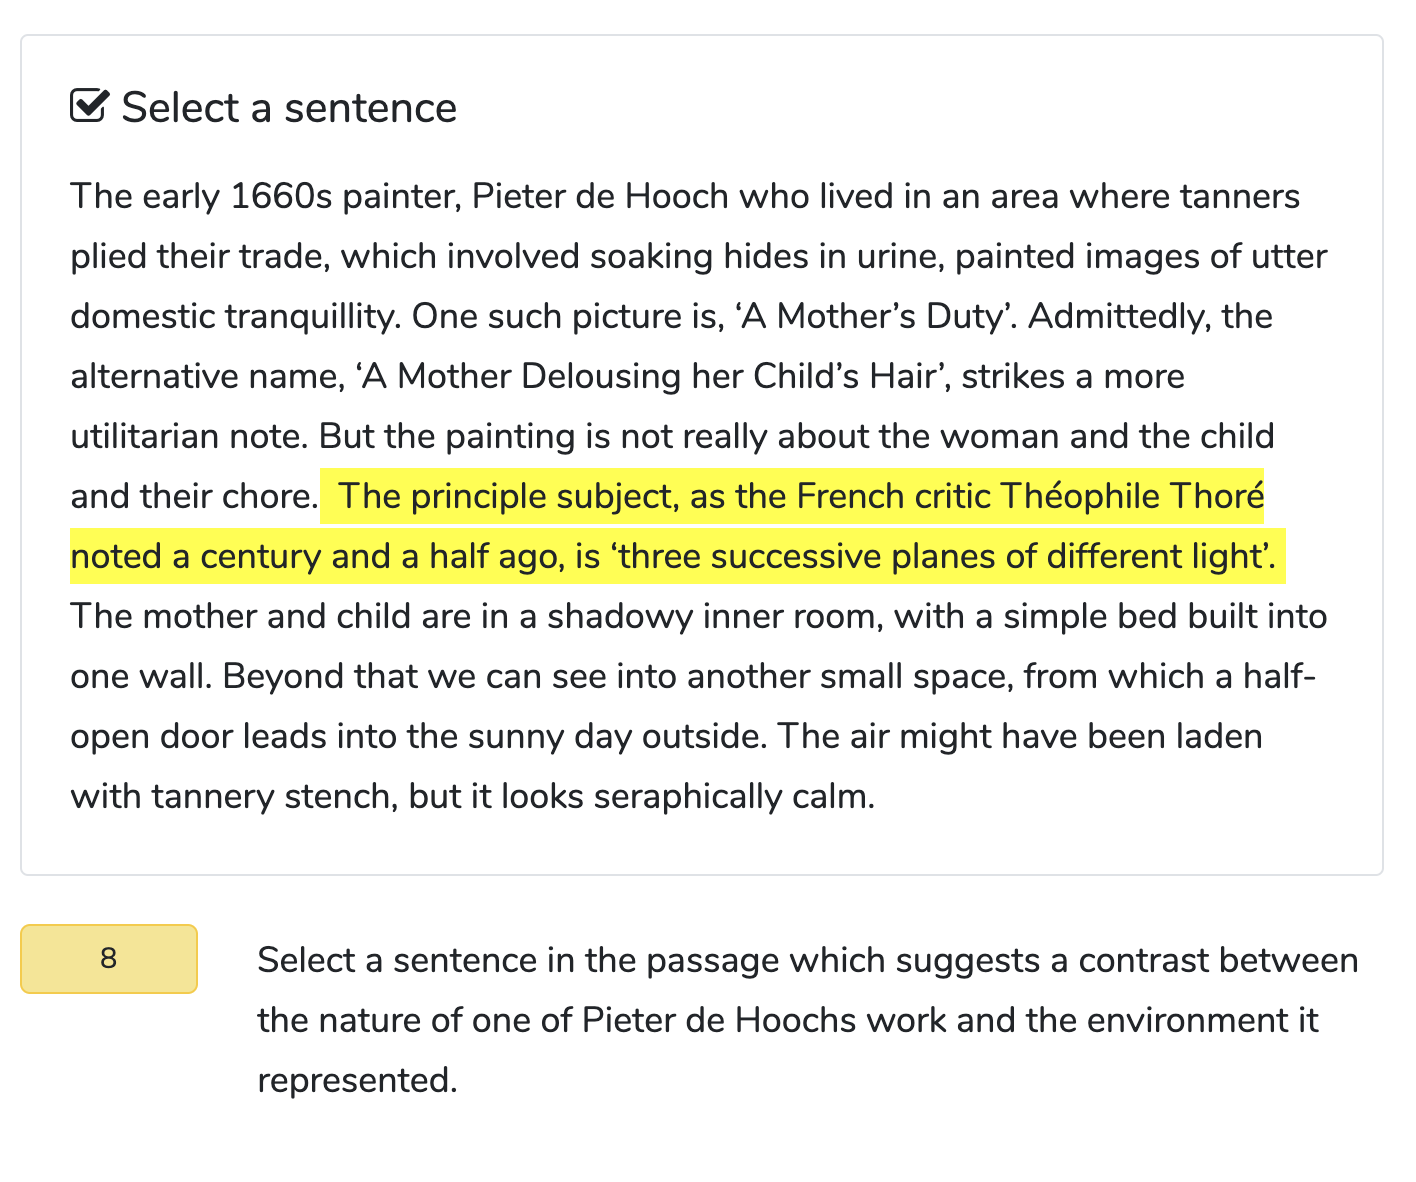 Select a sentence
The early 1660s painter, Pieter de Hooch who lived in an area where tanners
plied their trade, which involved soaking hides in urine, painted images of utter
domestic tranquillity. One such picture is, ‘A Mother’s Duty’. Admittedly, the
alternative name, ‘A Mother Delousing her Child’s Hair’, strikes a more
utilitarian note. But the painting is not really about the woman and the child
and their chore. The principle subject, as the French critic Théophile Thoré
noted a century and a half ago, is ‘three successive planes of different light’.
The mother and child are in a shadowy inner room, with a simple bed built into
one wall. Beyond that we can see into another small space, from which a half-
open door leads into the sunny day outside. The air might have been laden
with tannery stench, but it looks seraphically calm.
8
Select a sentence in the passage which suggests a contrast between
the nature of one of Pieter de Hoochs work and the environment it
represented.